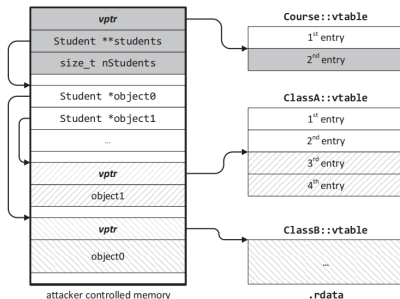 vptr
Student **students
size_t nStudents
Student *object0
Student *object1
...
vptr
object1
vptr
object0
attacker controlled memory
Course::vtable
1st entry
2nd entry
ClassA::vtable
1st entry
2nd entry
3rd entry
4th entry
ClassB::vtable
...
.rdata